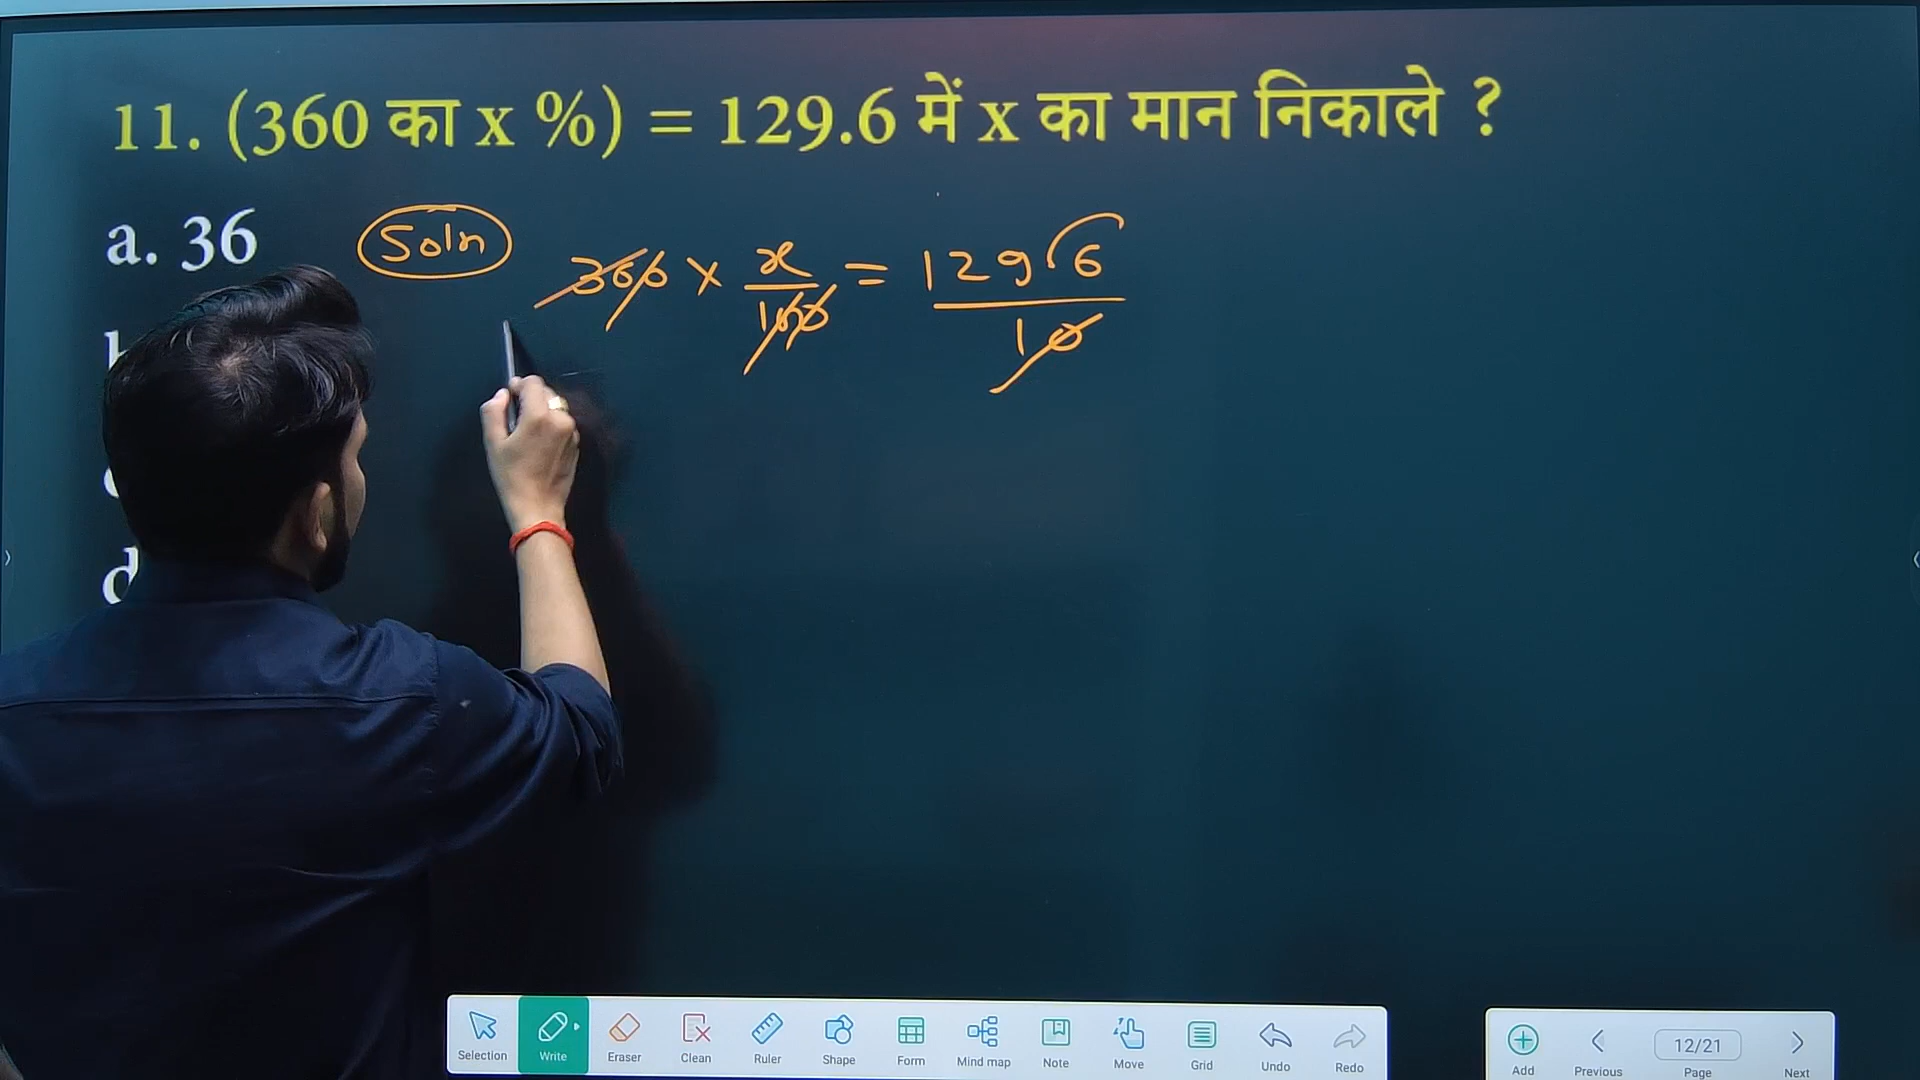 11. (360 का x %) = 129.6 में x का मान निकाले ?
a. 36
Soln
360 × x/100 = 1296/10
d
Selection
Write
Eraser
Clean
Ruler
Shape
Form
Mind map
Note
Move
Grid
Undo
Redo
Add
Previous
12/21
Page
Next